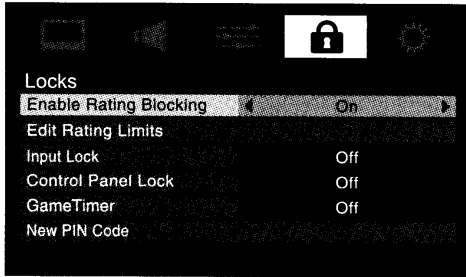 Locks
Enable Rating Blocking On
Edit Rating Limits
Input Lock Off
Control Panel Lock Off
GameTimer Off
New PIN Code